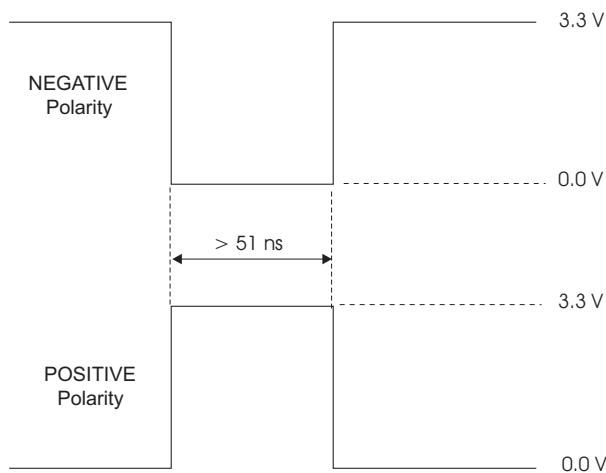 3.3 V
NEGATIVE
Polarity
0.0 V
> 51 ns
3.3 V
POSITIVE
Polarity
0.0 V